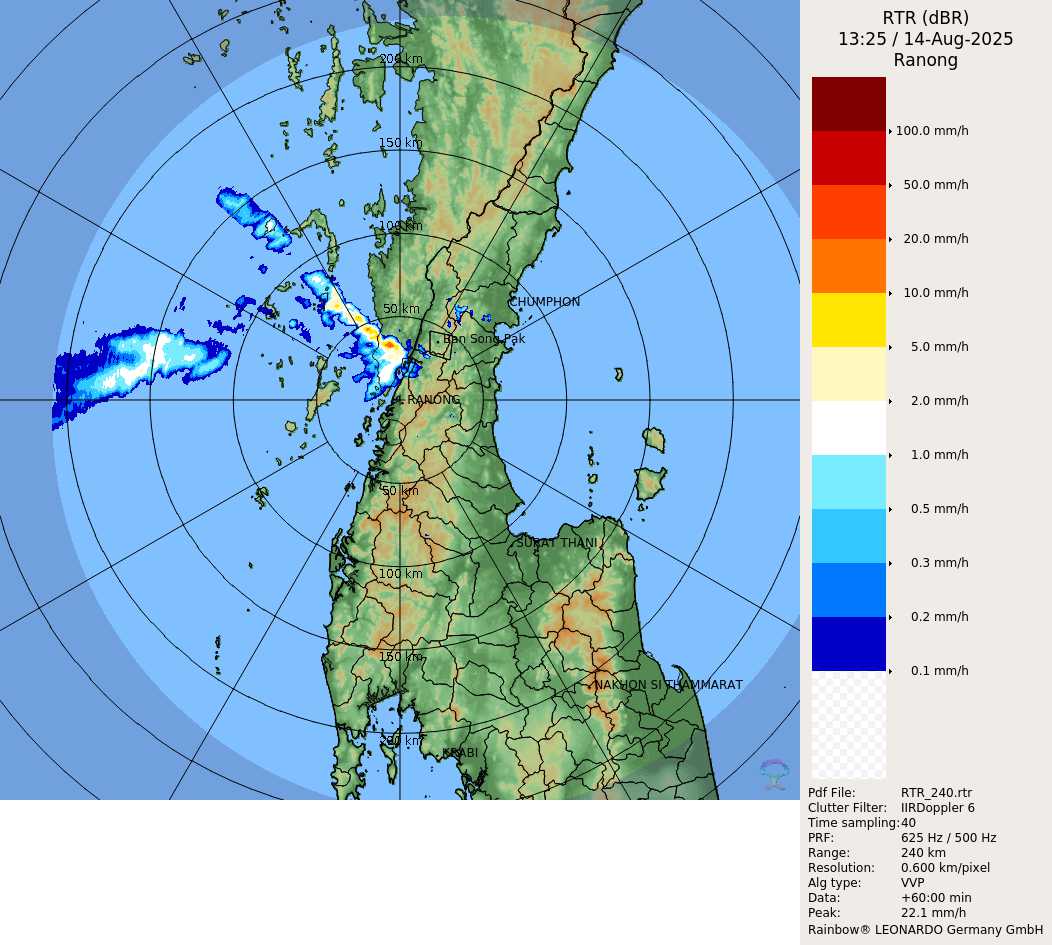 RTR (dBR)
13:25 / 14-Aug-2025
Ranong
100.0 mm/h
50.0 mm/h
20.0 mm/h
10.0 mm/h
5.0 mm/h
2.0 mm/h
1.0 mm/h
0.5 mm/h
0.3 mm/h
0.2 mm/h
0.1 mm/h
Pdf File: RTR_240.rtr
Clutter Filter: IIRDoppler 6
Time sampling: 40
PRF: 625 Hz / 500 Hz
Range: 240 km
Resolution: 0.600 km/pixel
Alg type: VVP
Data: +60:00 min
Peak: 22.1 mm/h
Rainbow® LEONARDO Germany GmbH
200 km
150 km
100 km
50 km
CHUMPHON
Ban Song Pak
RANONG
50 km
SURAT THANI
100 km
150 km
NAKHON SI THAMMARAT
200 km
KRABI